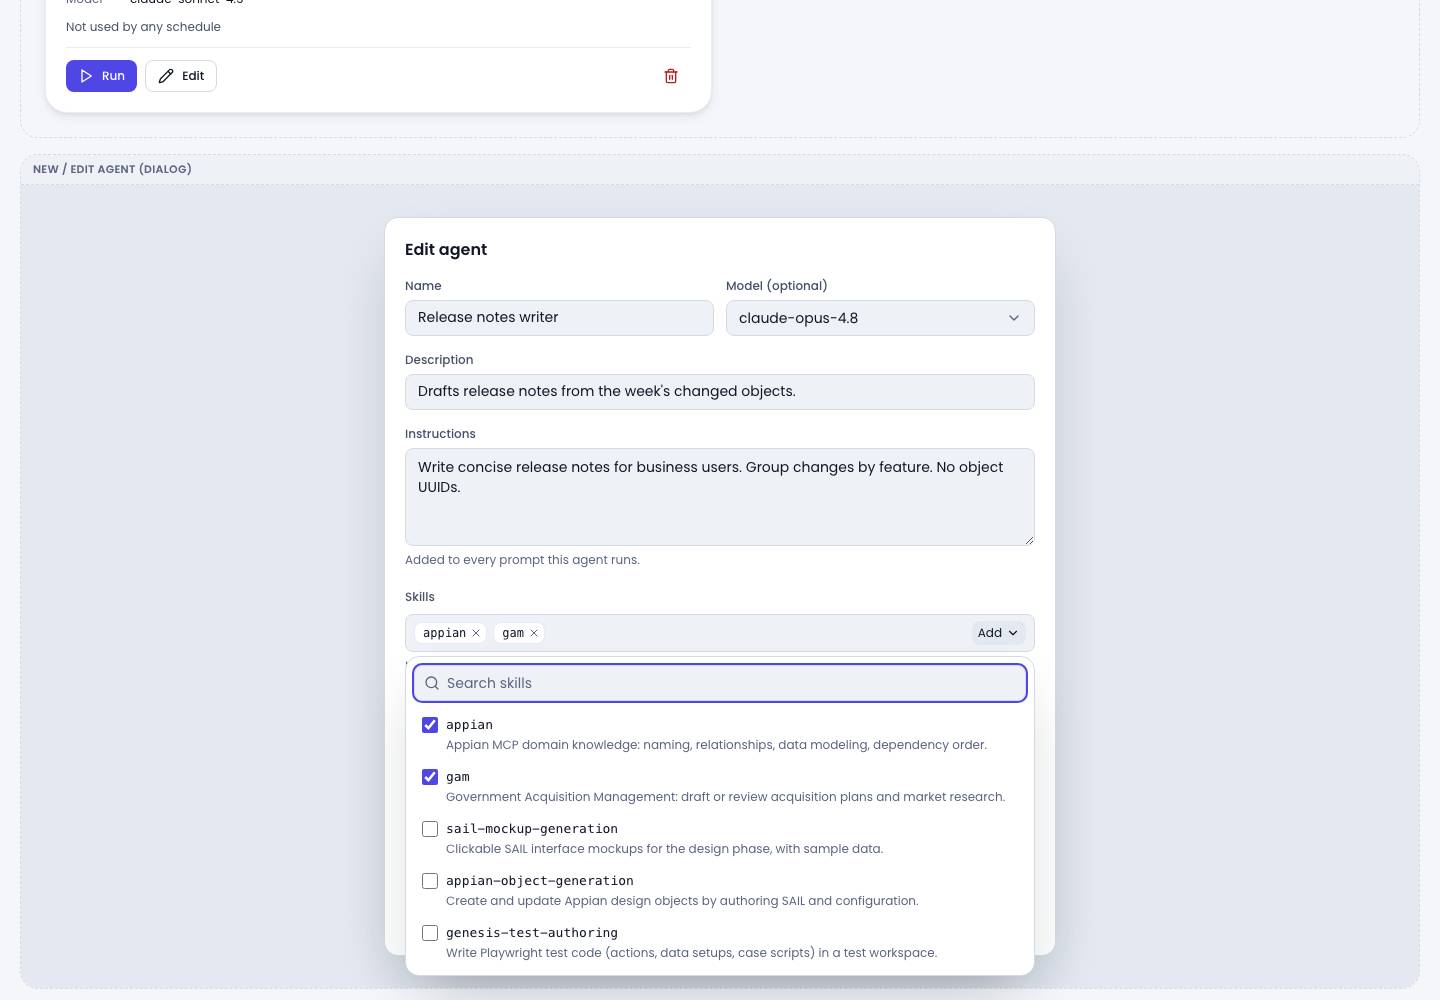 Model claude-sonnet-4.5
Not used by any schedule
Run Edit
NEW / EDIT AGENT (DIALOG)
Edit agent
Name Model (optional)
Release notes writer claude-opus-4.8
Description
Drafts release notes from the week's changed objects.
Instructions
Write concise release notes for business users. Group changes by feature. No object
UUIDs.
Added to every prompt this agent runs.
Skills
appian gam Add
Search skills
appian
Appian MCP domain knowledge: naming, relationships, data modeling, dependency order.
gam
Government Acquisition Management: draft or review acquisition plans and market research.
sail-mockup-generation
Clickable SAIL interface mockups for the design phase, with sample data.
appian-object-generation
Create and update Appian design objects by authoring SAIL and configuration.
genesis-test-authoring
Write Playwright test code (actions, data setups, case scripts) in a test workspace.